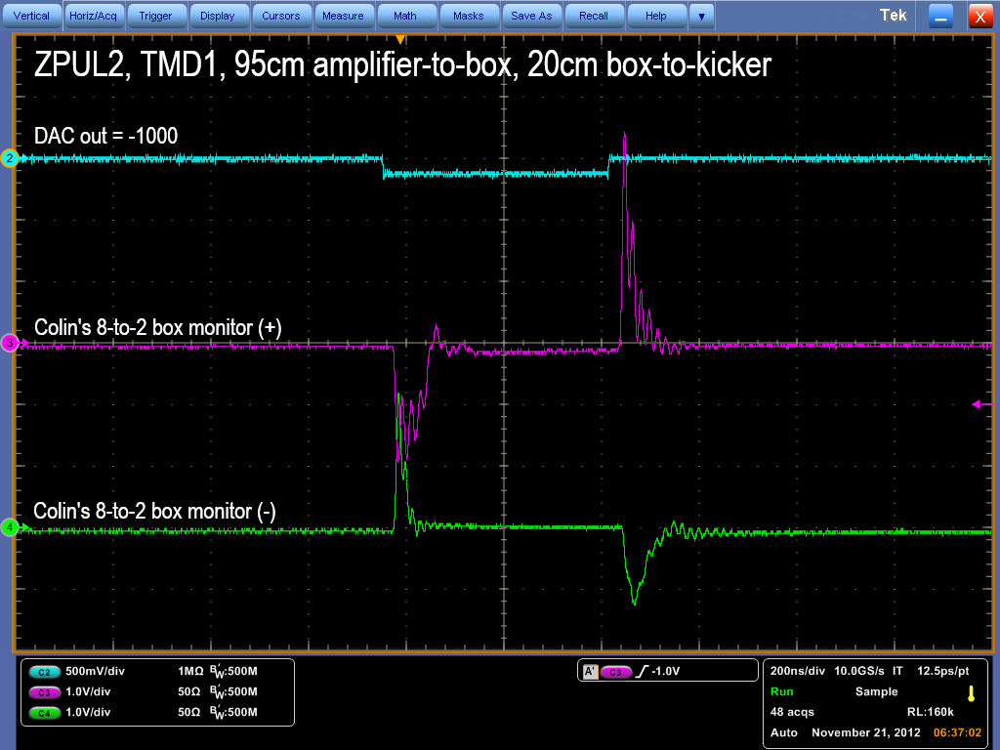 Vertical Horiz/Acq Trigger Display Cursors Measure Math Masks Save As Recall Help Tek X
ZPUL2, TMD1, 95cm amplifier-to-box, 20cm box-to-kicker
DAC out = -1000
2
Colin's 8-to-2 box monitor (+)
3
Colin's 8-to-2 box monitor (-)
4
C2 500mV/div 1MΩ BW:500M
C3 1.0V/div 50Ω BW:500M
C4 1.0V/div 50Ω BW:500M
A' C3 -1.0V
200ns/div 10.0GS/s IT 12.5ps/pt
Run Sample
48 acqs RL:160k
Auto November 21, 2012 06:37:02